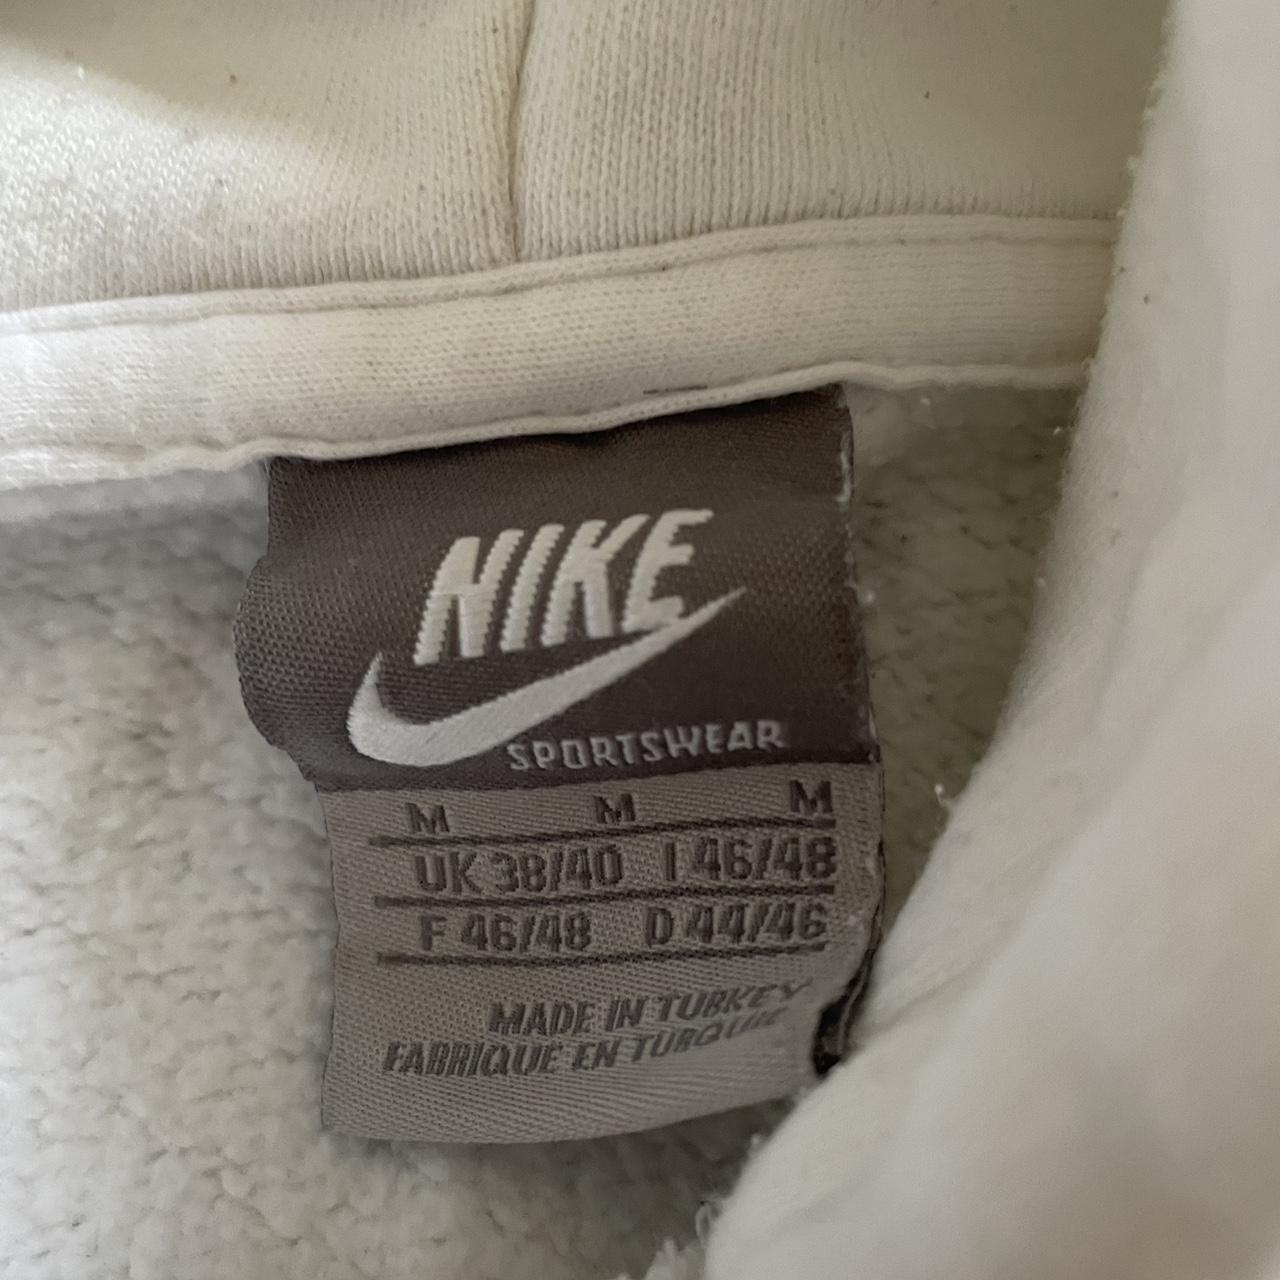 NIKE
SPORTSWEAR
M M M
UK 38/40 I 46/48
F 46/48 D 44/46
MADE IN TURKEY
FABRIQUE EN TURQUIE